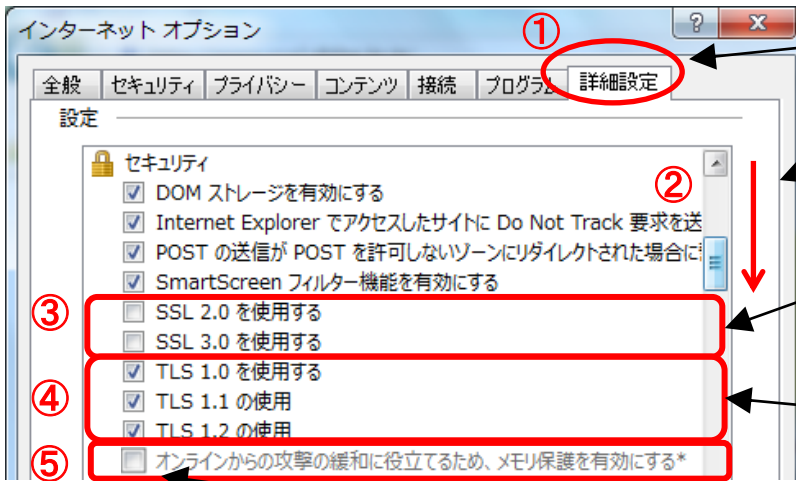 インターネット オプション
①
全般 セキュリティ プライバシー コンテンツ 接続 プログラム 詳細設定
設定
セキュリティ
②
DOM ストレージを有効にする
Internet Explorer でアクセスしたサイトに Do Not Track 要求を送
POST の送信が POST を許可しないゾーンにリダイレクトされた場合に
SmartScreen フィルター機能を有効にする
③
SSL 2.0 を使用する
SSL 3.0 を使用する
④
TLS 1.0 を使用する
TLS 1.1 の使用
TLS 1.2 の使用
⑤
オンラインからの攻撃の緩和に役立てるため、メモリ保護を有効にする*